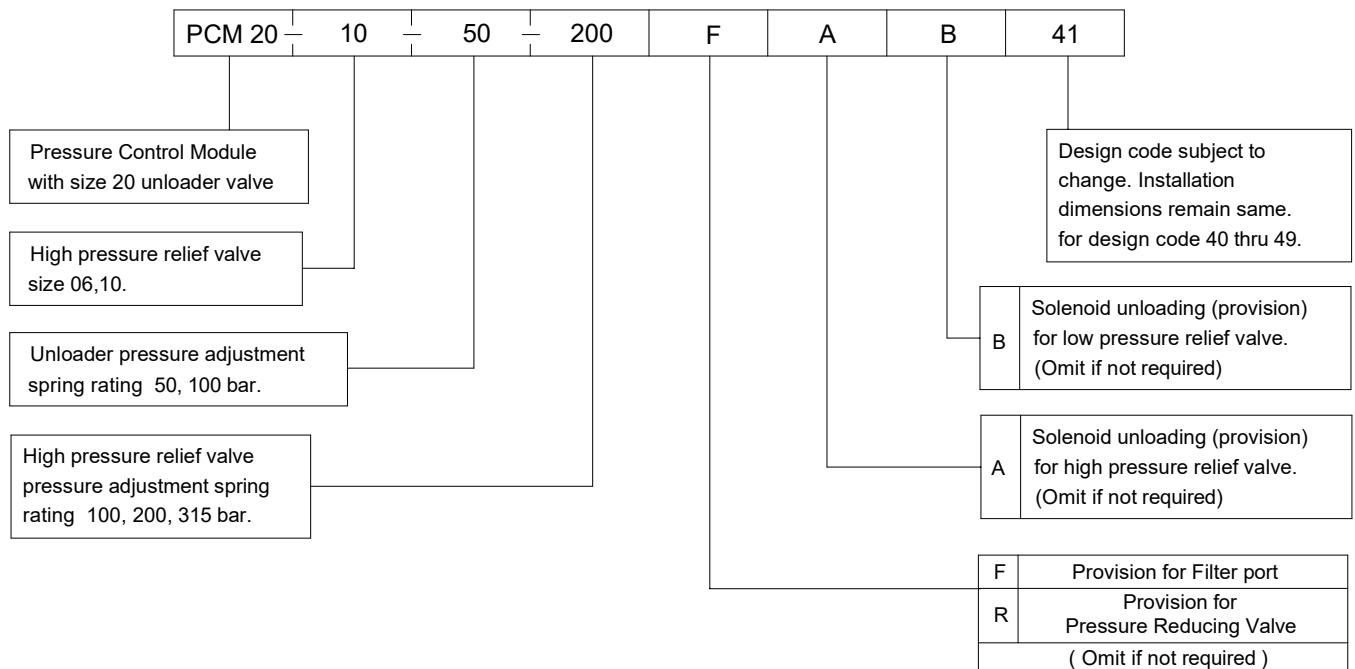 PCM 20 – 10 – 50 – 200 F A B 41
Pressure Control Module
with size 20 unloader valve
High pressure relief valve
size 06,10.
Unloader pressure adjustment
spring rating 50, 100 bar.
High pressure relief valve
pressure adjustment spring
rating 100, 200, 315 bar.
Design code subject to
change. Installation
dimensions remain same.
for design code 40 thru 49.
B
Solenoid unloading (provision)
for low pressure relief valve.
(Omit if not required)
A
Solenoid unloading (provision)
for high pressure relief valve.
(Omit if not required)
F Provision for Filter port
R
Provision for
Pressure Reducing Valve
( Omit if not required )